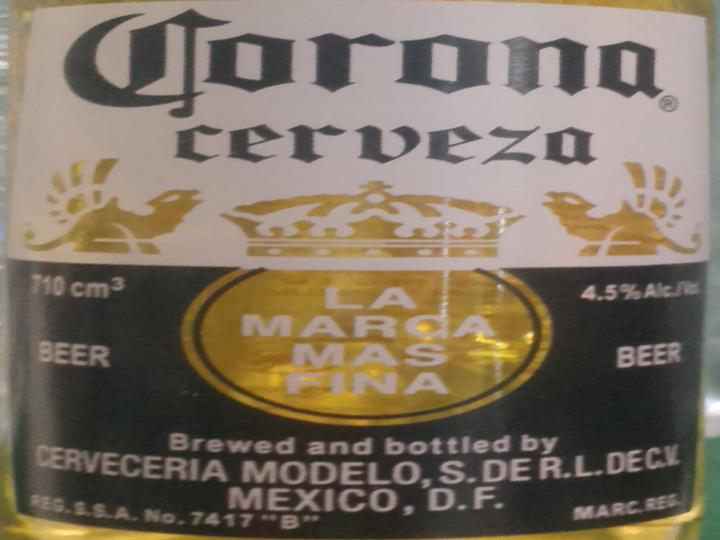 Corona®
cerveza
710 cm³
4.5% Alc./Vol.
LA
MARCA
MAS
FINA
BEER
BEER
Brewed and bottled by
CERVECERIA MODELO, S. DE R.L. DE C.V.
MEXICO, D.F.
REG. S.S.A. No. 7417 "B"
MARC. REG.